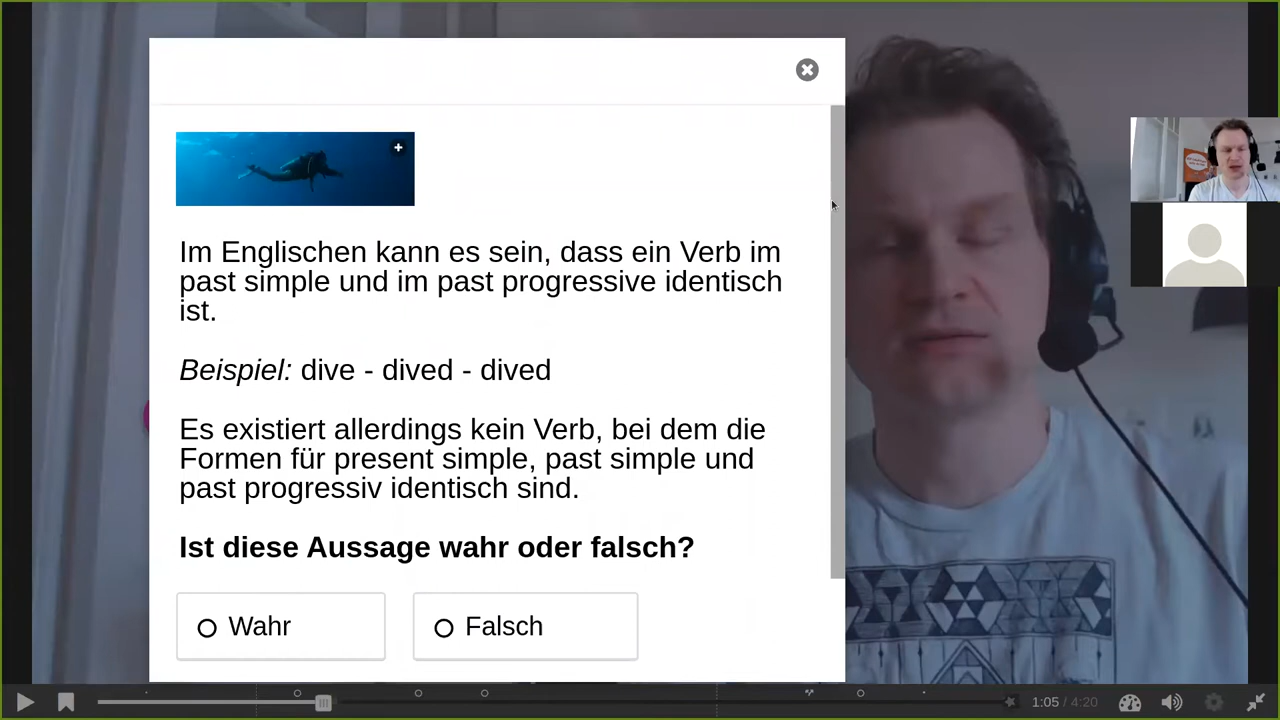 Im Englischen kann es sein, dass ein Verb im
past simple und im past progressive identisch
ist.
Beispiel: dive - dived - dived
Es existiert allerdings kein Verb, bei dem die
Formen für present simple, past simple und
past progressiv identisch sind.
Ist diese Aussage wahr oder falsch?
Wahr
Falsch
1:05 / 4:20